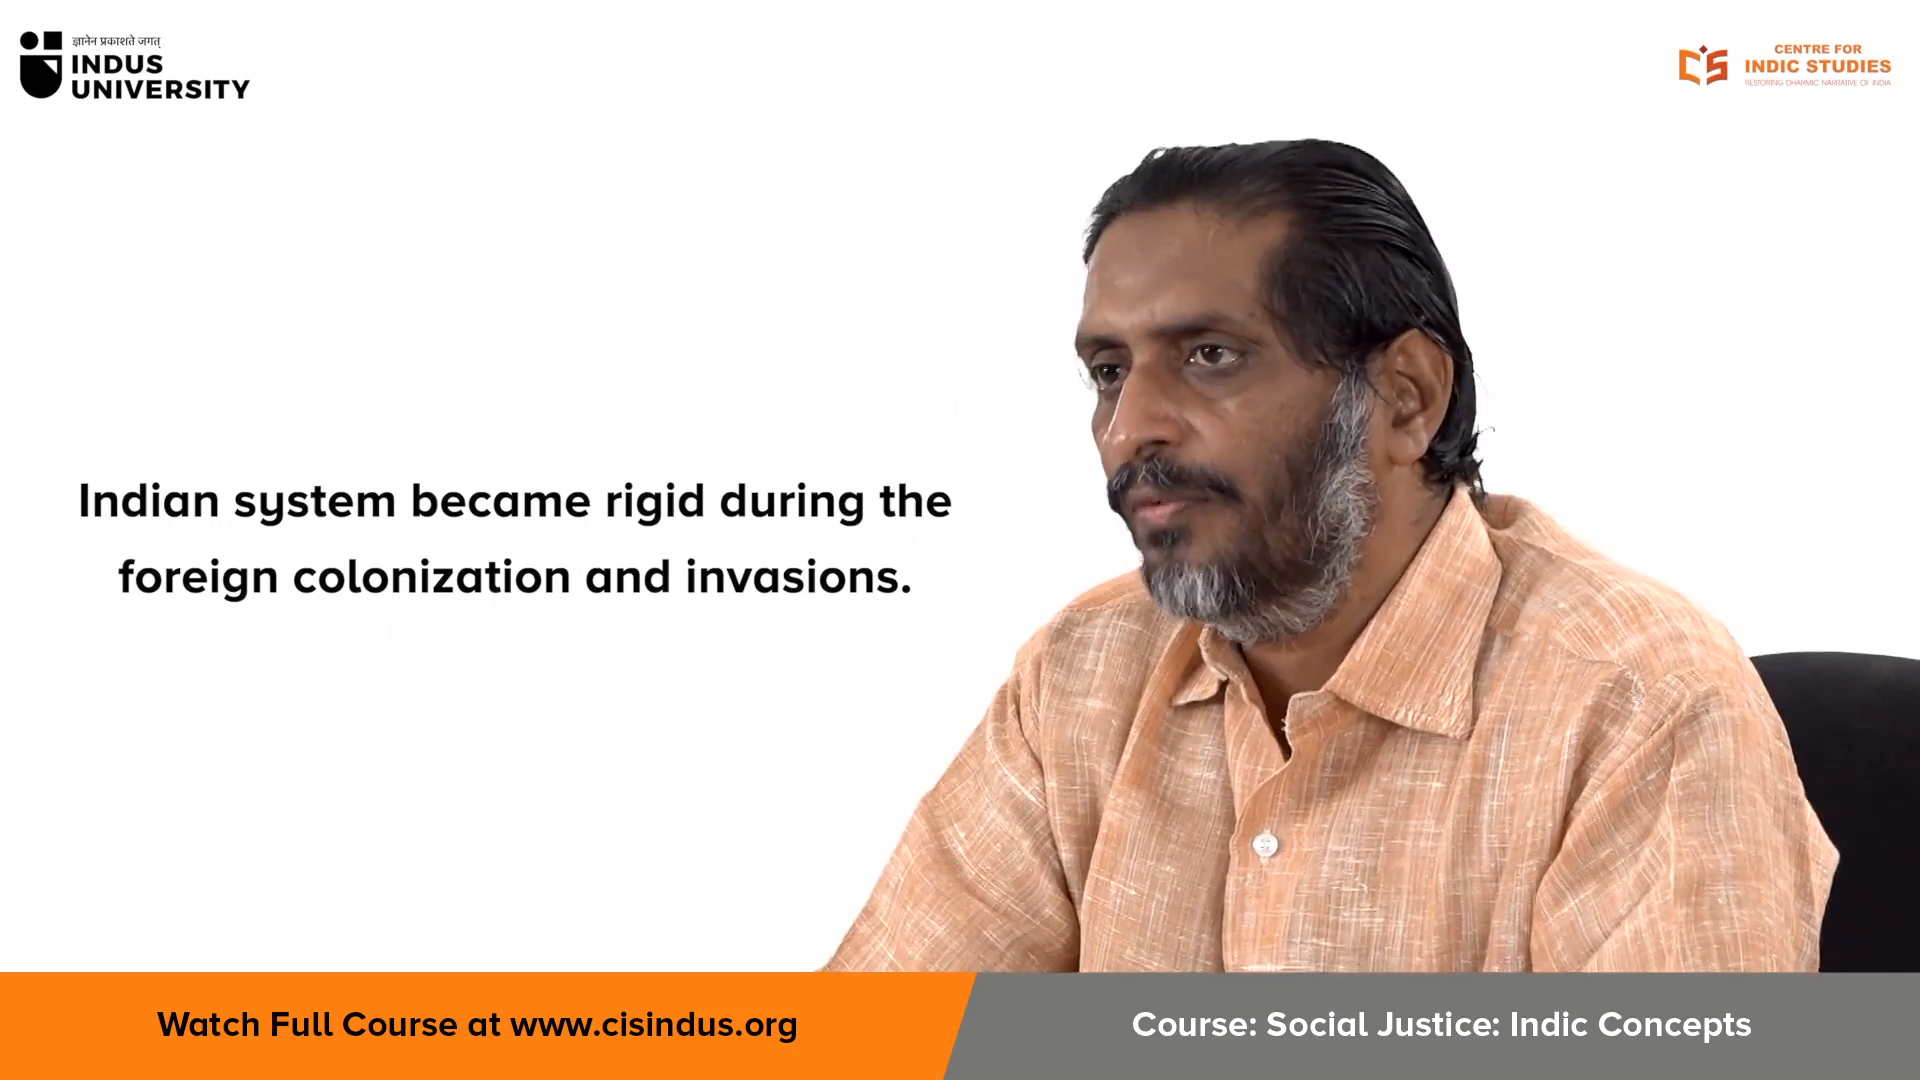 ज्ञानेन प्रकाशते जगत्
INDUS
UNIVERSITY
CENTRE FOR
INDIC STUDIES
RESTORING DHARMIC NARRATIVE OF INDIA
Indian system became rigid during the
foreign colonization and invasions.
Watch Full Course at www.cisindus.org
Course: Social Justice: Indic Concepts